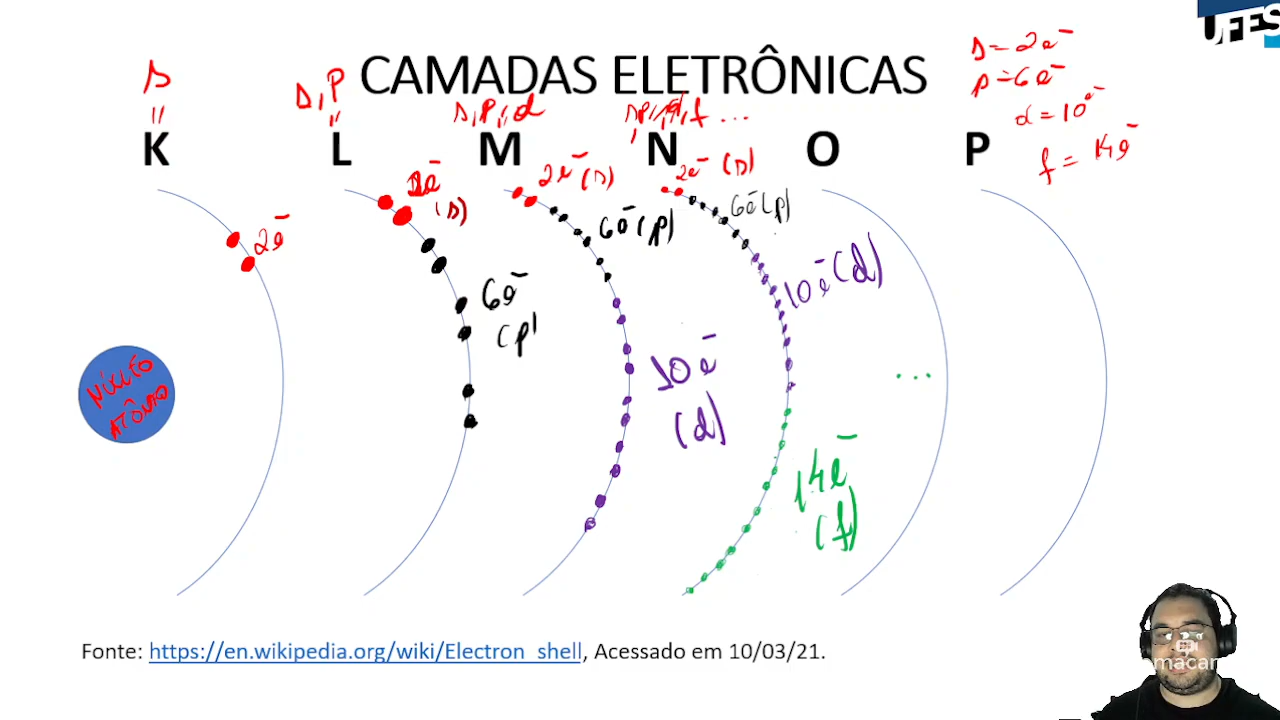 UFES
CAMADAS ELETRÔNICAS
s = 2e⁻
p = 6e⁻
d = 10e⁻
f = 14e⁻
s
s, p
s, p, d
f ...
K L M N O P
2e⁻
2e⁻ (s)
6e⁻ (p)
2e⁻ (s)
6e⁻ (p)
10e⁻ (d)
2e⁻ (s)
6e⁻ (p)
10e⁻ (d)
14e⁻ (f)
...
NÚCLEO
ATÔMICO
Fonte: https://en.wikipedia.org/wiki/Electron_shell, Acessado em 10/03/21.